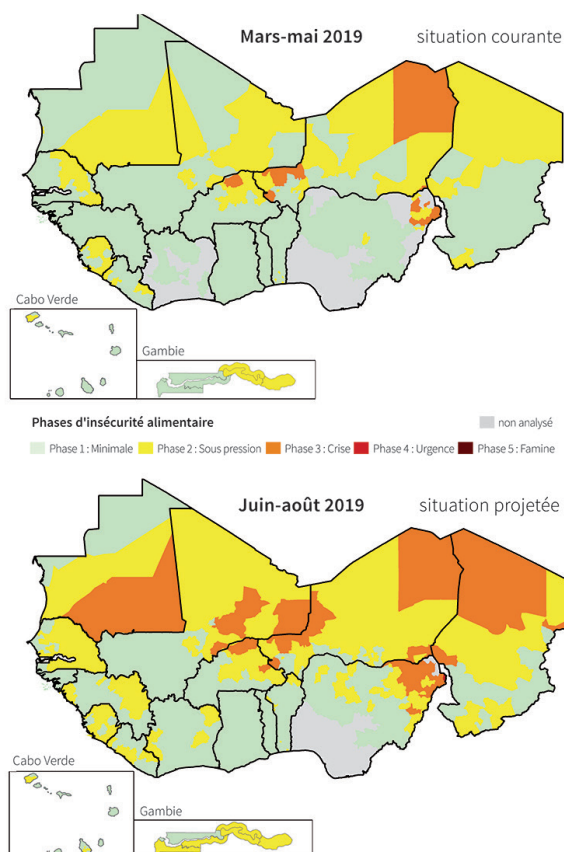 Mars-mai 2019 situation courante
Cabo Verde
Gambie
Phases d'insécurité alimentaire non analysé
Phase 1 : Minimale Phase 2 : Sous pression Phase 3 : Crise Phase 4 : Urgence Phase 5 : Famine
Juin-août 2019 situation projetée
Cabo Verde
Gambie